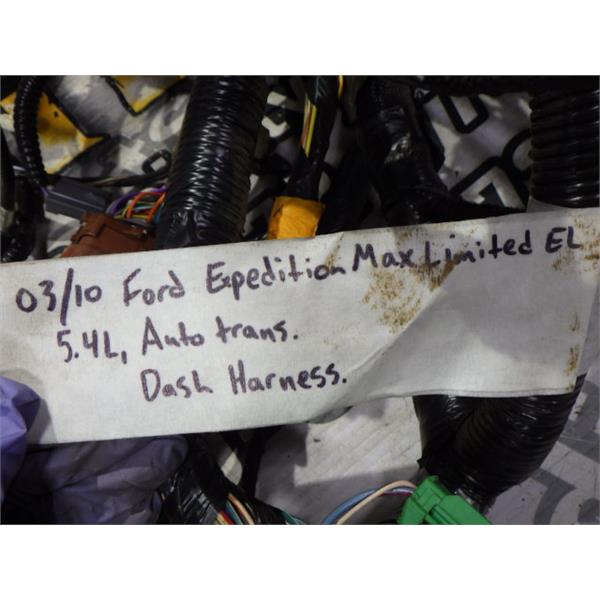 03/10 Ford Expedition Max Limited EL
5.4L, Auto trans.
Dash Harness.